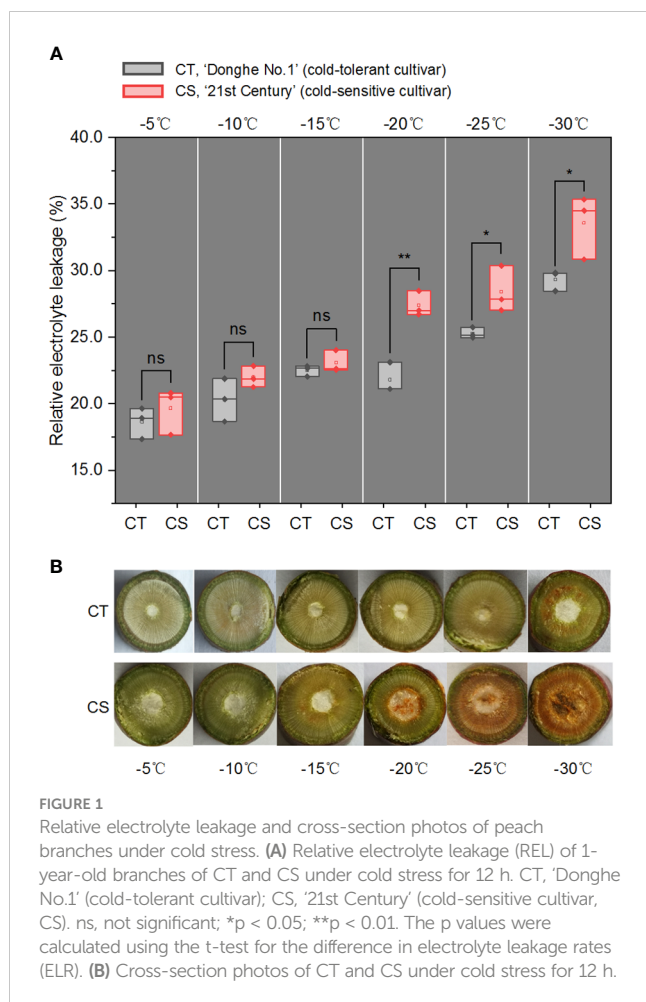 A
CT, 'Donghe No.1' (cold-tolerant cultivar)
CS, '21st Century' (cold-sensitive cultivar)
-5℃ -10℃ -15℃ -20℃ -25℃ -30℃
Relative electrolyte leakage (%)
40.0
35.0
30.0
25.0
20.0
15.0
ns
ns
ns
**
*
*
CT CS CT CS CT CS CT CS CT CS CT CS
B
CT
CS
-5℃ -10℃ -15℃ -20℃ -25℃ -30℃
FIGURE 1
Relative electrolyte leakage and cross-section photos of peach
branches under cold stress. (A) Relative electrolyte leakage (REL) of 1-
year-old branches of CT and CS under cold stress for 12 h. CT, 'Donghe
No.1' (cold-tolerant cultivar); CS, '21st Century' (cold-sensitive cultivar,
CS). ns, not significant; *p < 0.05; **p < 0.01. The p values were
calculated using the t-test for the difference in electrolyte leakage rates
(ELR). (B) Cross-section photos of CT and CS under cold stress for 12 h.